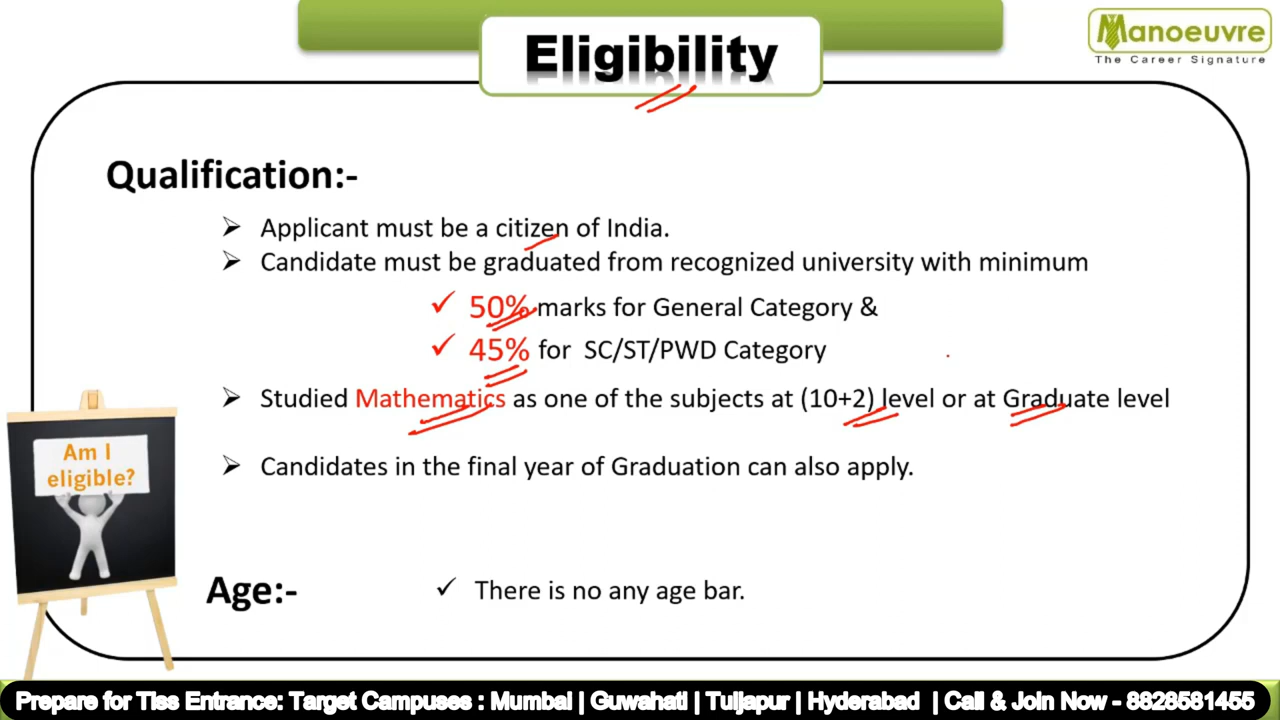 Eligibility
Manoeuvre
The Career Signature
Qualification:-
Applicant must be a citizen of India.
Candidate must be graduated from recognized university with minimum
50% marks for General Category &
45% for SC/ST/PWD Category
Studied Mathematics as one of the subjects at (10+2) level or at Graduate level
Candidates in the final year of Graduation can also apply.
Am I
eligible?
Age:-
There is no any age bar.
Prepare for Tiss Entrance: Target Campuses : Mumbai | Guwahati | Tuljapur | Hyderabad | Call & Join Now - 8828581455